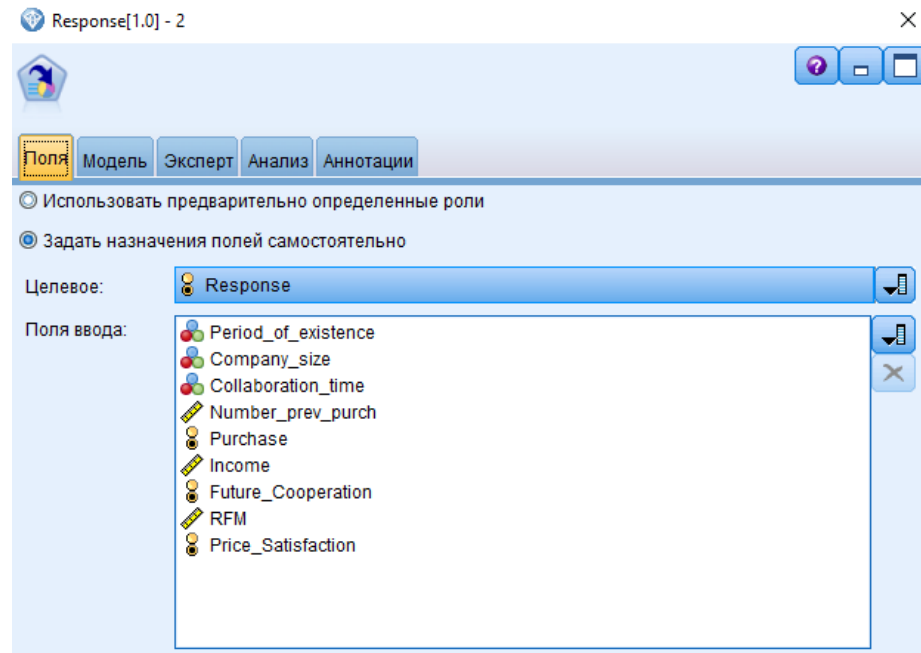 Response[1.0] - 2
Поля Модель Эксперт Анализ Аннотации
Использовать предварительно определенные роли
Задать назначения полей самостоятельно
Целевое: Response
Поля ввода: Period_of_existence
Company_size
Collaboration_time
Number_prev_purch
Purchase
Income
Future_Cooperation
RFM
Price_Satisfaction